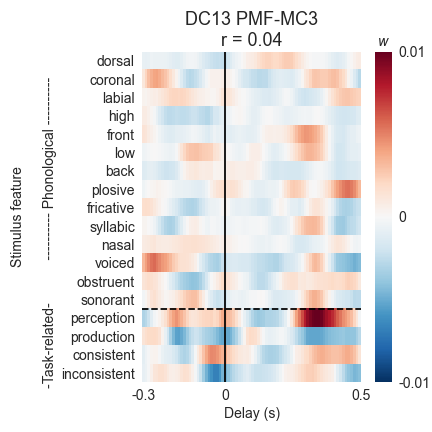 DC13 PMF-MC3
r = 0.04
w
dorsal
coronal
labial
high
front
low
back
plosive
fricative
syllabic
nasal
voiced
obstruent
sonorant
perception
production
consistent
inconsistent
Stimulus feature
-Task-related-
---------- Phonological ----------
0.01
0
-0.01
-0.3
0
0.5
Delay (s)